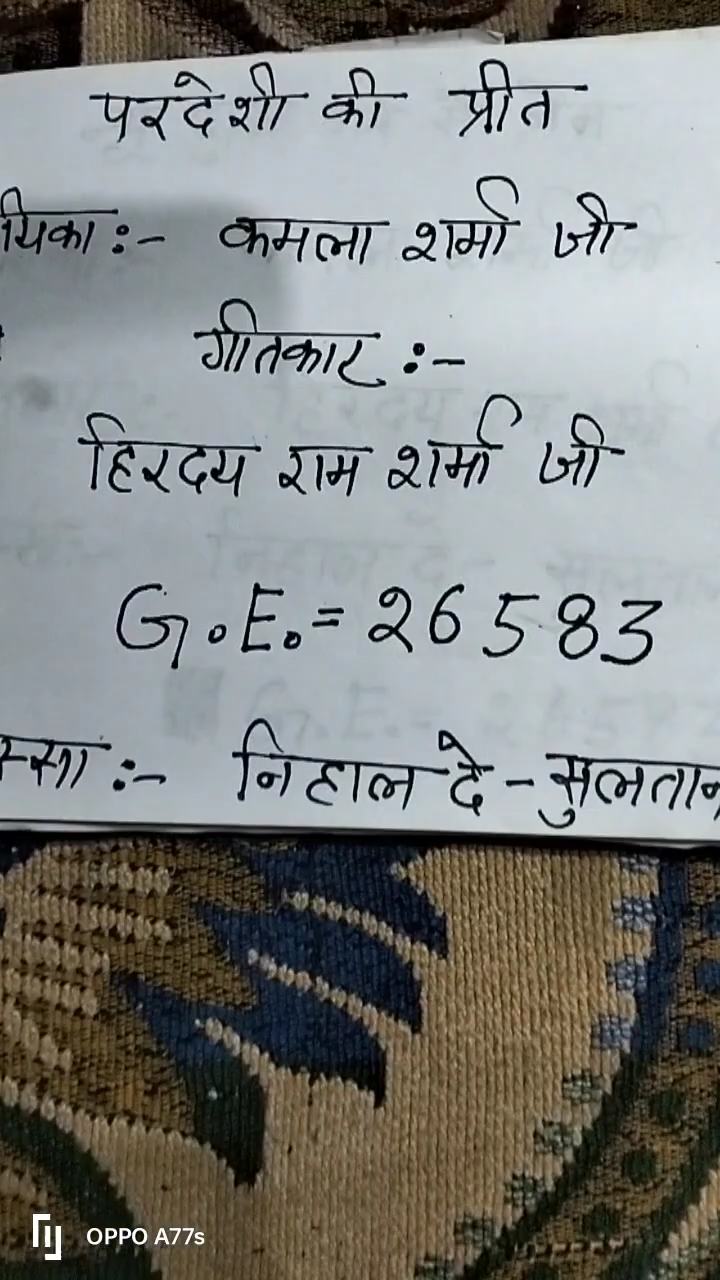 परदेशी की प्रीत
यिका :- कमला शर्मा जी
गीतकार :-
हिरदय राम शर्मा जी
G.E. = 26583
स्सा :- निहाल दे - सुलतान
OPPO A77s